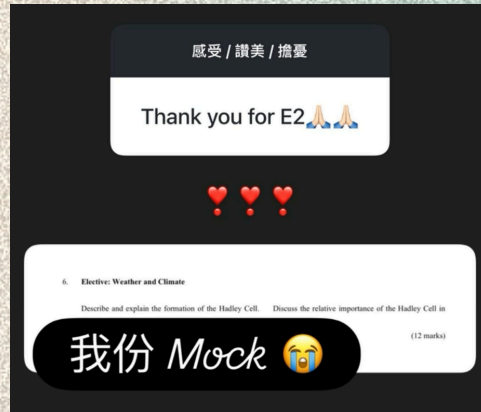 感受 / 讚美 / 擔憂
Thank you for E2🙏🏻🙏🏻
❣️❣️❣️
6. Elective: Weather and Climate
Describe and explain the formation of the Hadley Cell. Discuss the relative importance of the Hadley Cell in
(12 marks)
我份 Mock 😭